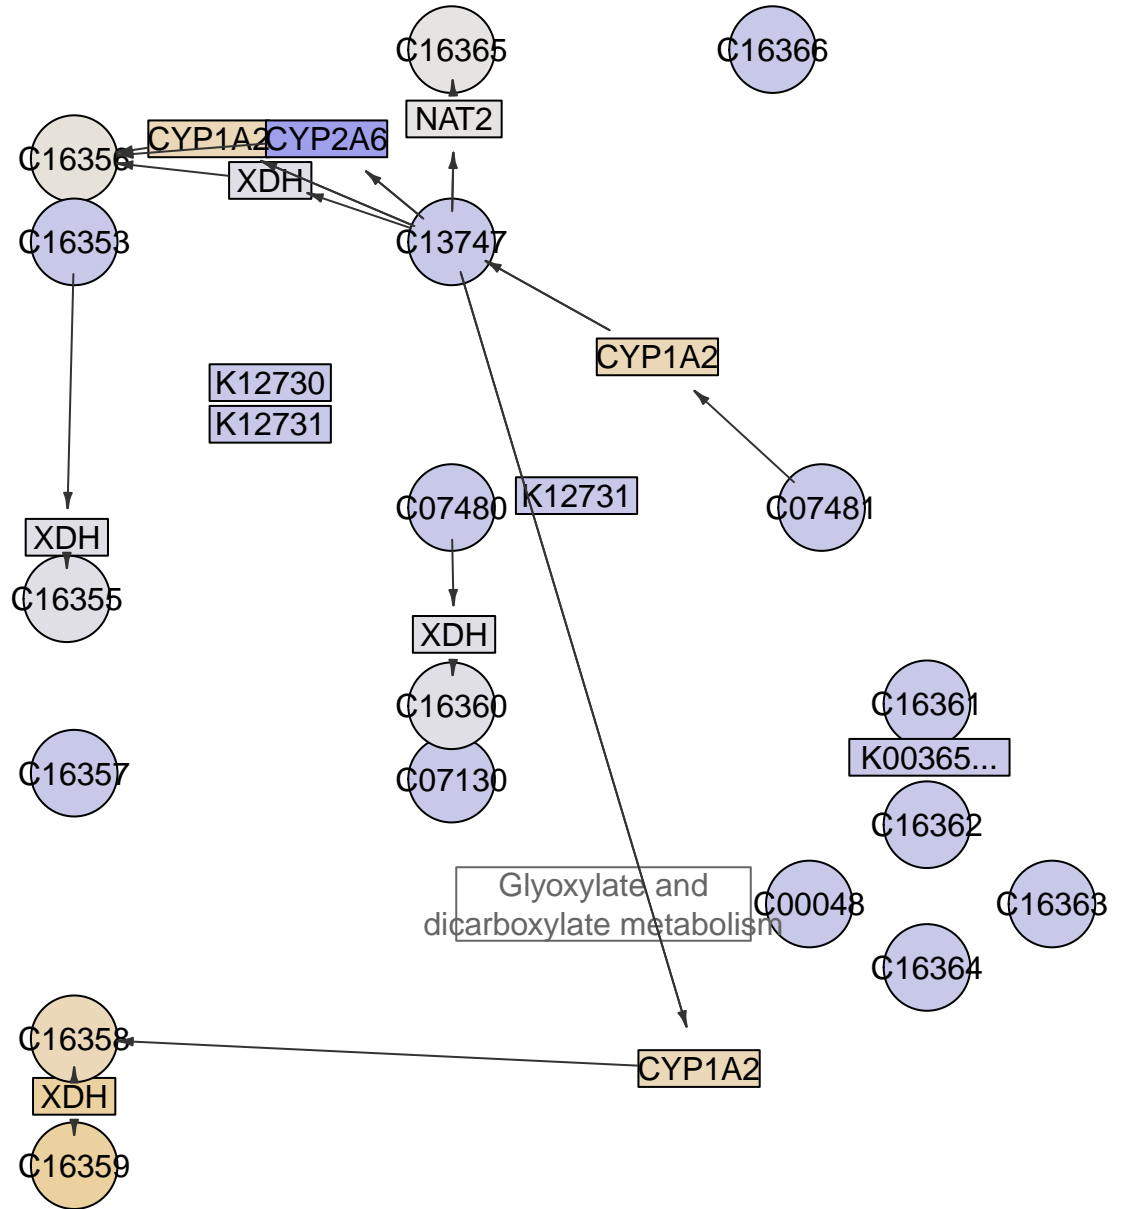 C16365
C16366
NAT2
CYP1A2
CYP2A6
C16356
XDH
C16353
C13747
CYP1A2
K12730
K12731
K12731
C07480
C07481
XDH
C16355
XDH
C16360
C16361
K00365...
C16357
C07130
C16362
Glyoxylate and
dicarboxylate metabolism
C00048
C16363
C16364
C16358
CYP1A2
XDH
C16359